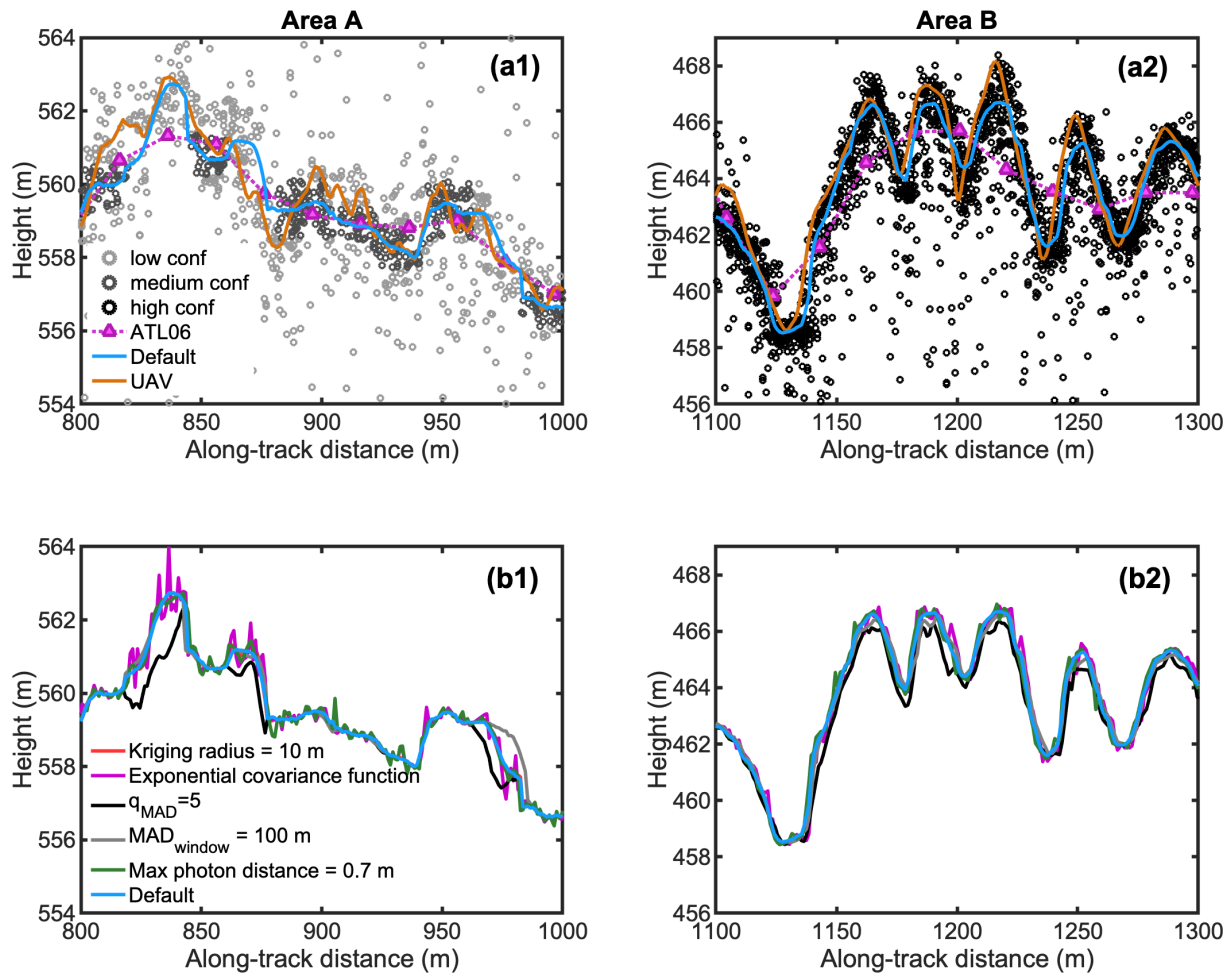 Area A
Area B
564
562
560
558
556
554
Height (m)
(a1)
low conf
medium conf
high conf
ATL06
Default
UAV
800
850
900
950
1000
Along-track distance (m)
468
466
464
462
460
458
456
Height (m)
(a2)
1100
1150
1200
1250
1300
Along-track distance (m)
564
562
560
558
556
554
Height (m)
(b1)
Kriging radius = 10 m
Exponential covariance function
qMAD=5
MADwindow = 100 m
Max photon distance = 0.7 m
Default
800
850
900
950
1000
Along-track distance (m)
468
466
464
462
460
458
456
Height (m)
(b2)
1100
1150
1200
1250
1300
Along-track distance (m)